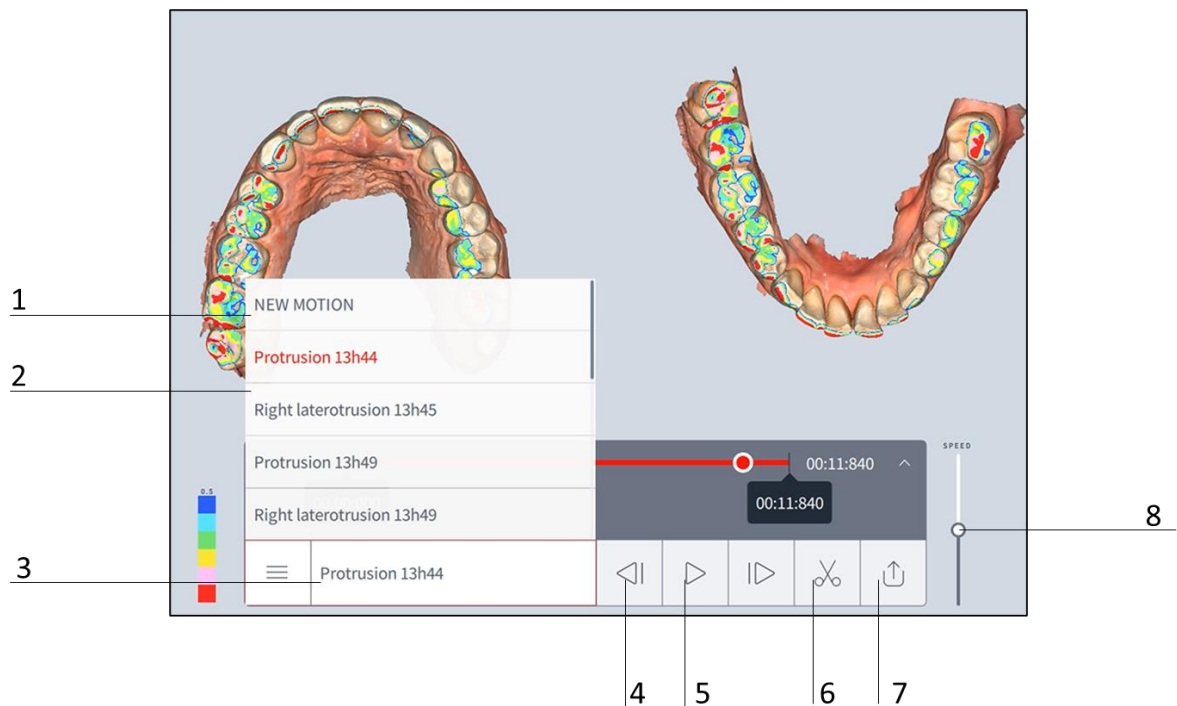 1
NEW MOTION
Protrusion 13h44
2
Right laterotrusion 13h45
Protrusion 13h49
00:11:840
SPEED
0.5
Right laterotrusion 13h49
00:11:840
8
3
Protrusion 13h44
4
5
6
7